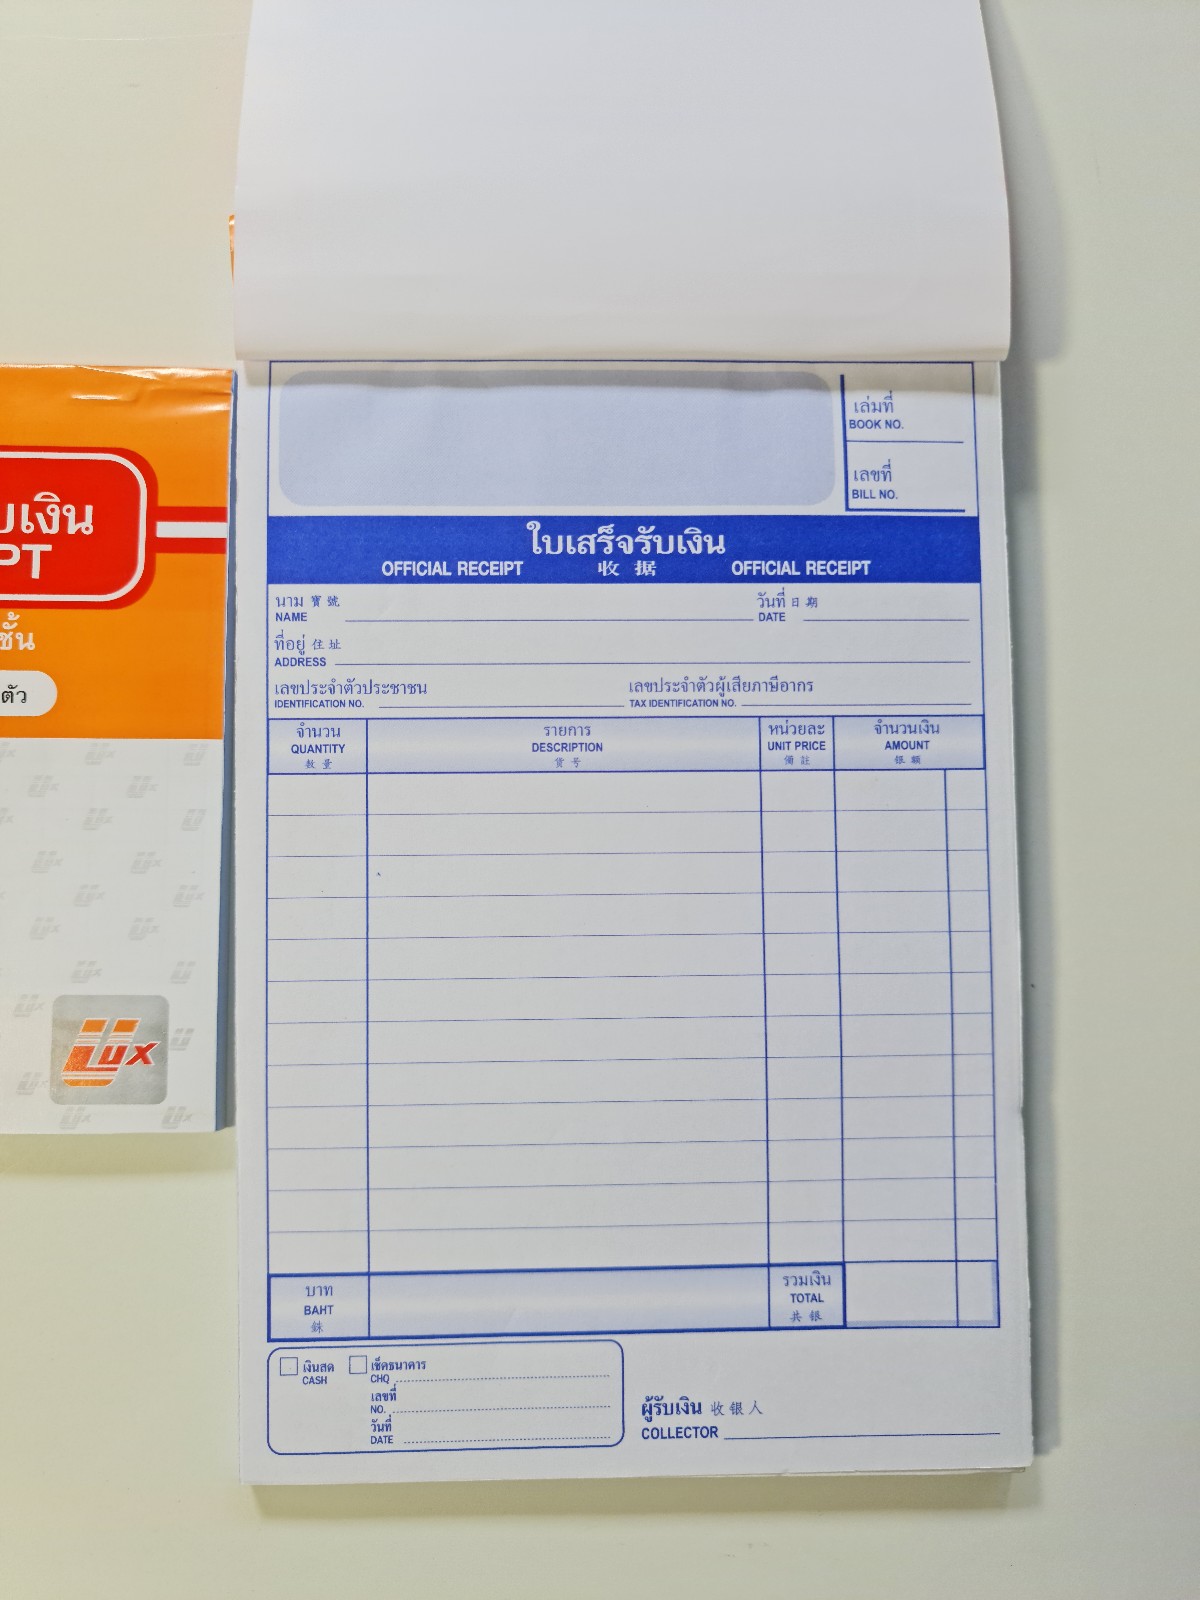 บเงิน
PT
ชั้น
ตัว
Lux
เล่มที่
BOOK NO.
เลขที่
BILL NO.
ใบเสร็จรับเงิน
OFFICIAL RECEIPT 收据 OFFICIAL RECEIPT
นาม 寶號 วันที่ 日期
NAME DATE
ที่อยู่ 住址
ADDRESS
เลขประจำตัวประชาชน เลขประจำตัวผู้เสียภาษีอากร
IDENTIFICATION NO. TAX IDENTIFICATION NO.
จำนวน รายการ หน่วยละ จำนวนเงิน
QUANTITY DESCRIPTION UNIT PRICE AMOUNT
数量 货号 備註 银额
บาท รวมเงิน
BAHT TOTAL
銖 共银
เงินสด เช็คธนาคาร
CASH CHQ
เลขที่
NO.
วันที่
DATE
ผู้รับเงิน 收银人
COLLECTOR